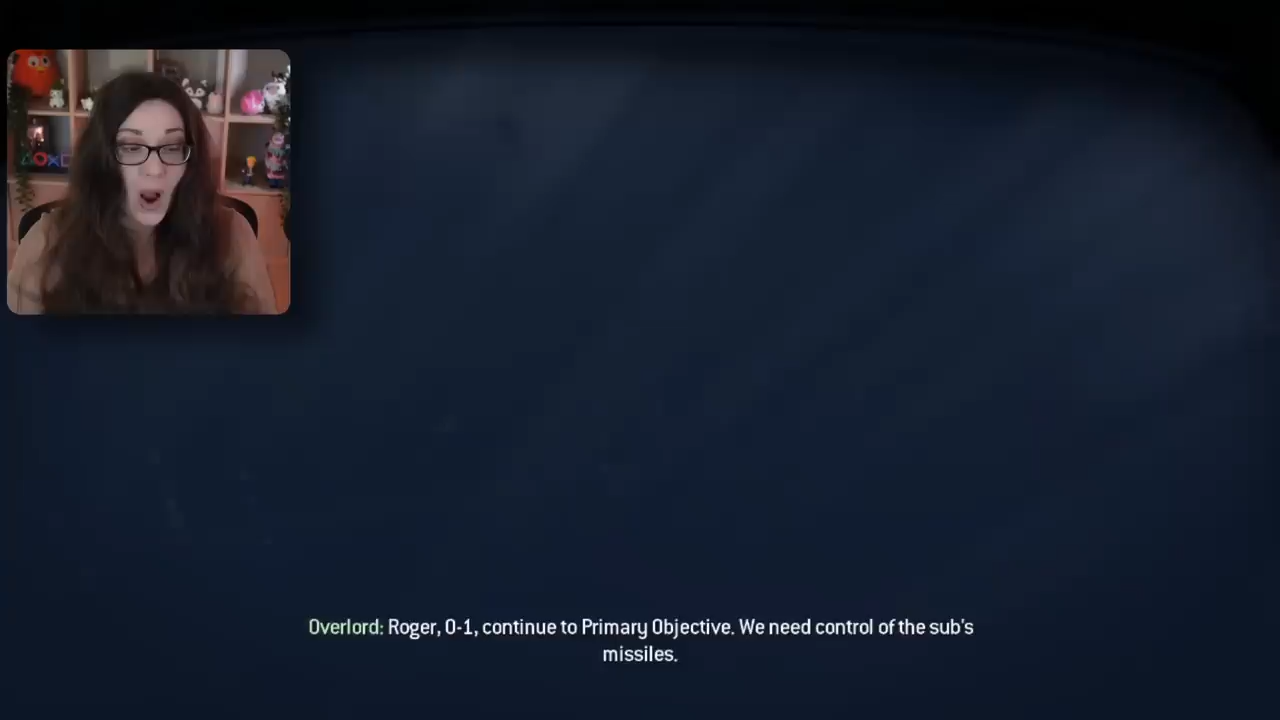 Overlord: Roger, 0-1, continue to Primary Objective. We need control of the sub's
missiles.